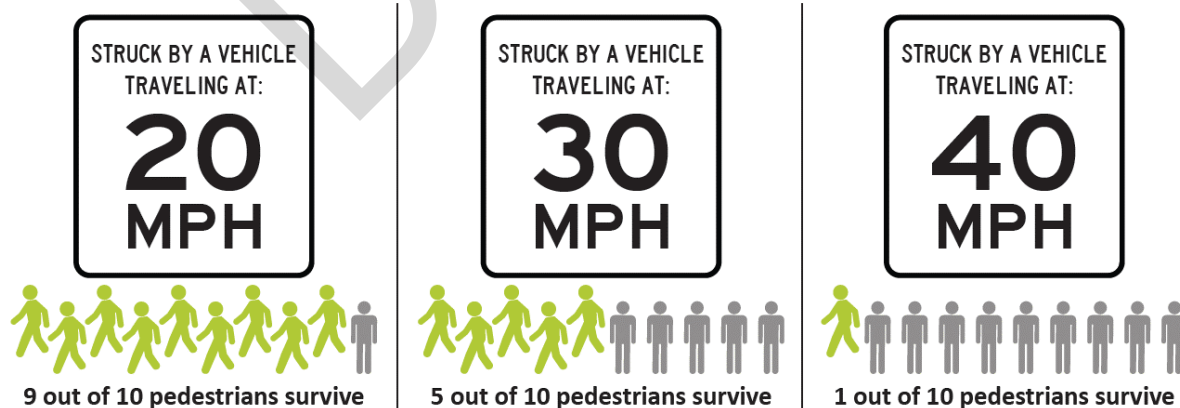 STRUCK BY A VEHICLE
TRAVELING AT:
20
MPH
9 out of 10 pedestrians survive
STRUCK BY A VEHICLE
TRAVELING AT:
30
MPH
5 out of 10 pedestrians survive
STRUCK BY A VEHICLE
TRAVELING AT:
40
MPH
1 out of 10 pedestrians survive